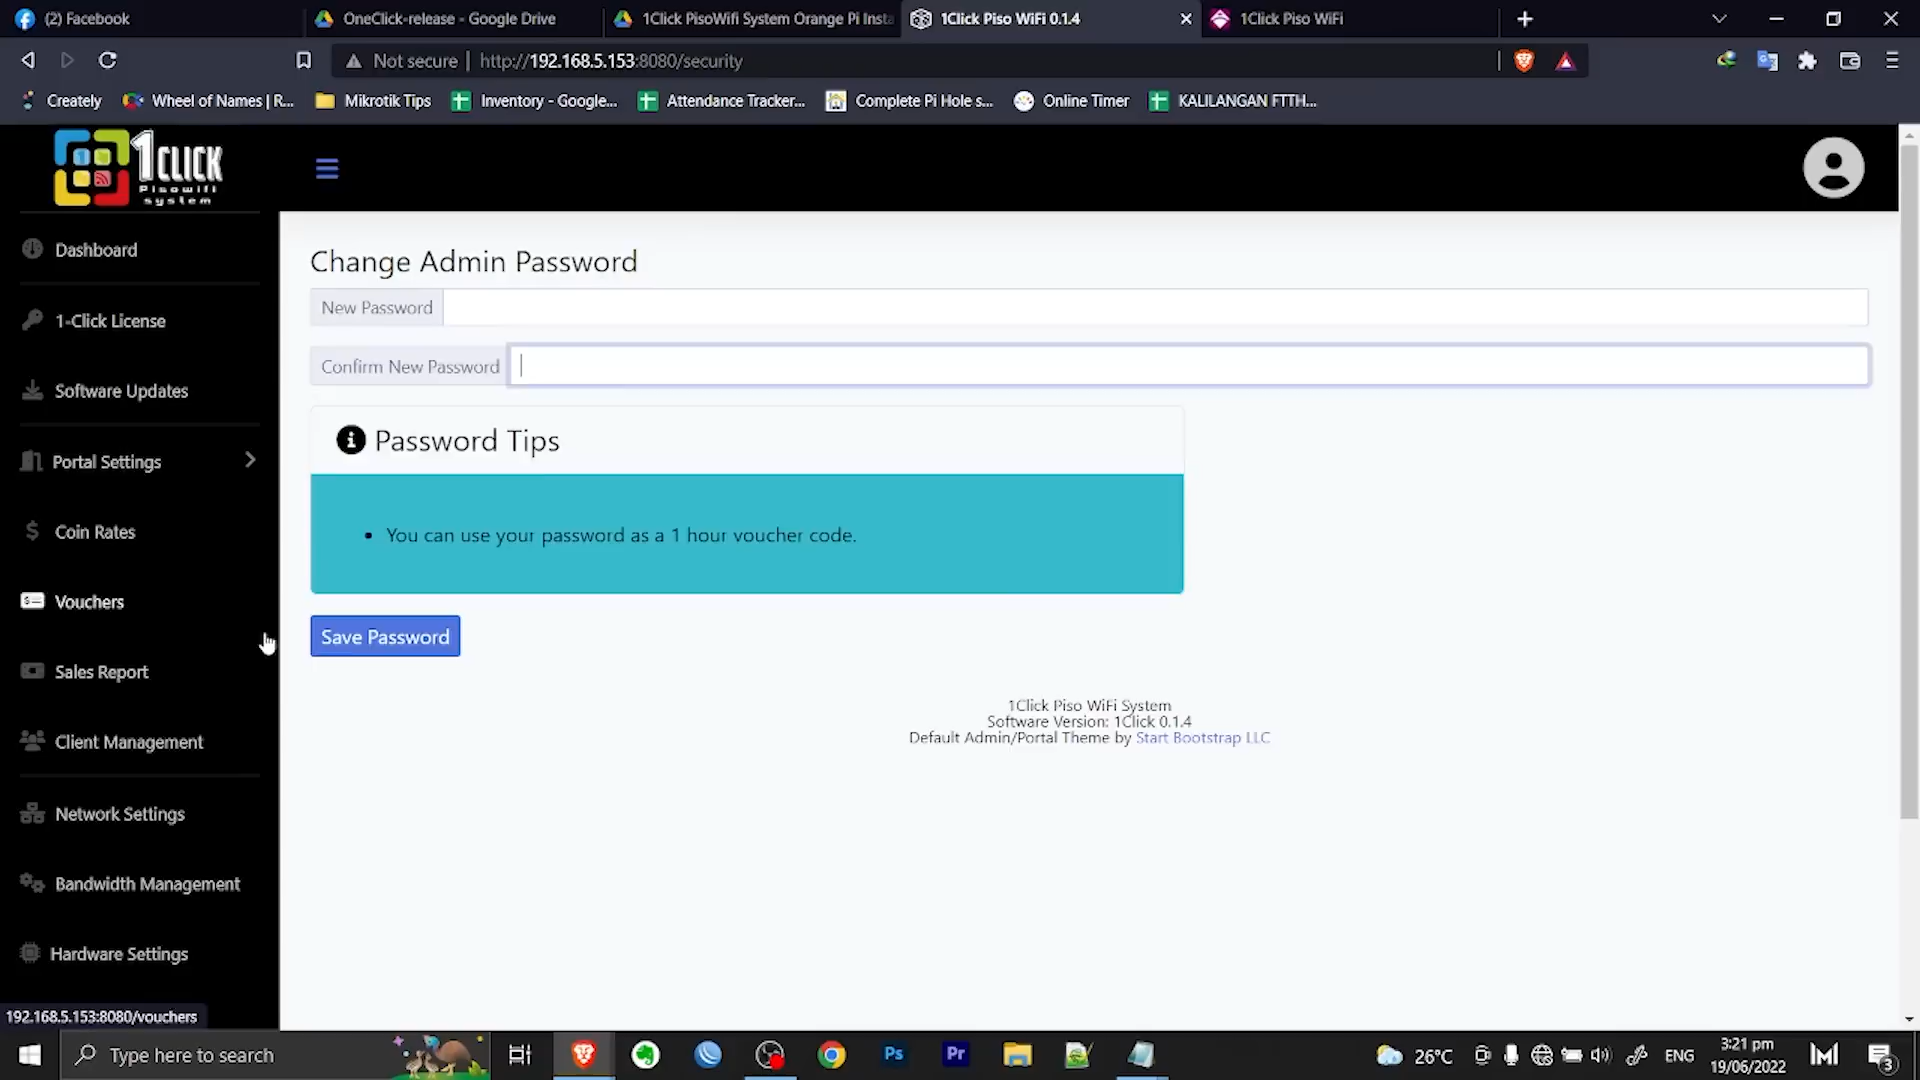 (2) Facebook
OneClick-release - Google Drive
1Click PisoWifi System Orange Pi Insta
1Click Piso WiFi 0.1.4
1Click Piso WiFi
Not secure
http://192.168.5.153:8080/security
Creately
Wheel of Names | R...
Mikrotik Tips
Inventory - Google...
Attendance Tracker...
Complete Pi Hole s...
Online Timer
KALILANGAN FTTH...
1CLICK
Pisowifi
system
Dashboard
1-Click License
Software Updates
Portal Settings
Coin Rates
Vouchers
Sales Report
Client Management
Network Settings
Bandwidth Management
Hardware Settings
Change Admin Password
New Password
Confirm New Password
Password Tips
You can use your password as a 1 hour voucher code.
Save Password
1Click Piso WiFi System
Software Version: 1Click 0.1.4
Default Admin/Portal Theme by Start Bootstrap LLC
192.168.5.153:8080/vouchers
Type here to search
Ps
Pr
26°C
ENG
3:21 pm
19/06/2022
3